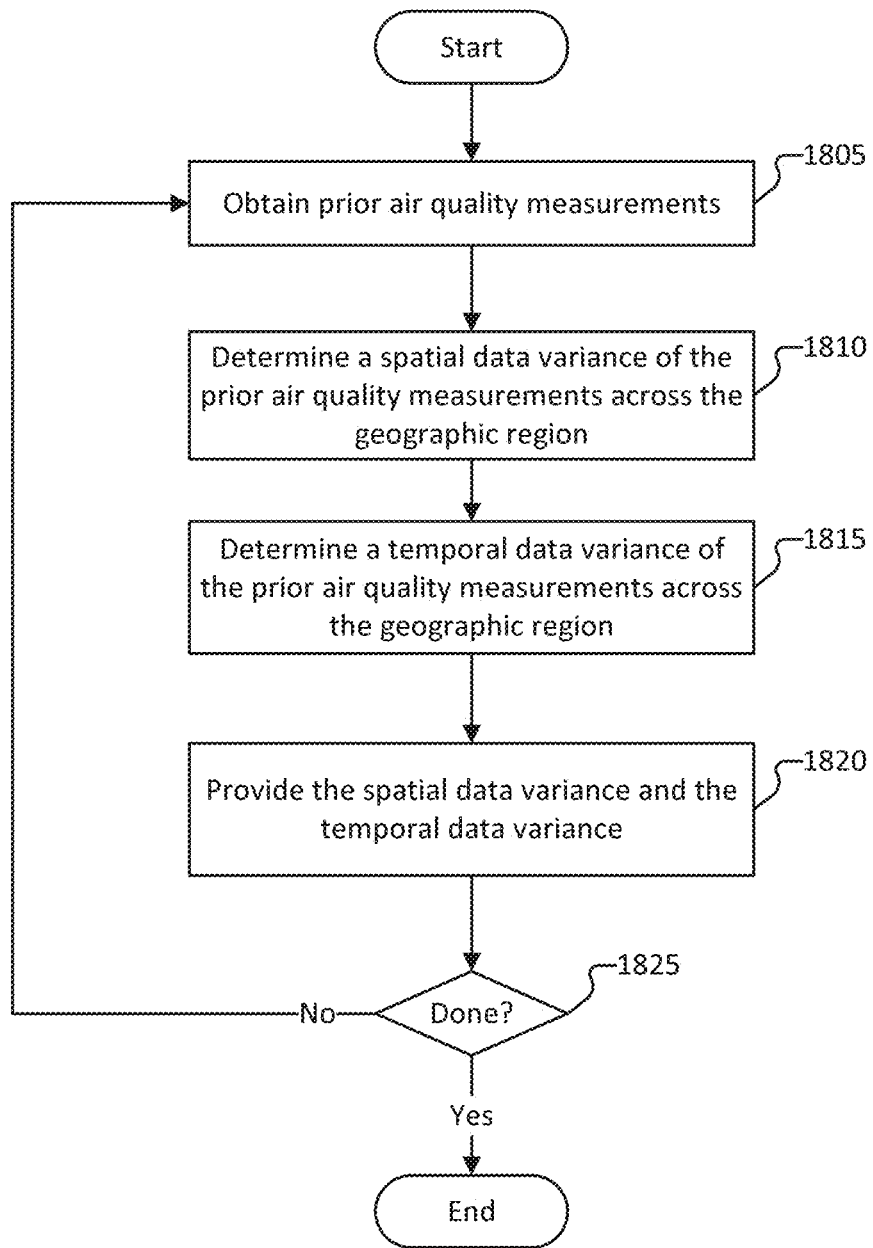 Start
1805
Obtain prior air quality measurements
1810
Determine a spatial data variance of the
prior air quality measurements across the
geographic region
1815
Determine a temporal data variance of
the prior air quality measurements across
the geographic region
1820
Provide the spatial data variance and the
temporal data variance
1825
Done?
No
Yes
End